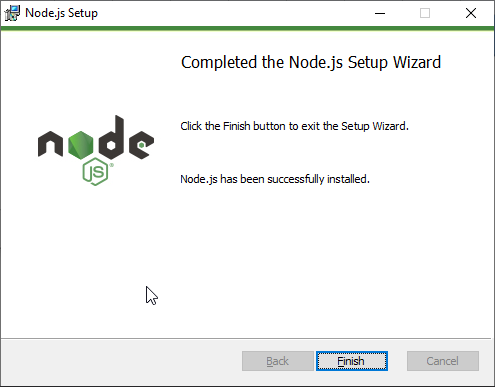 Node.js Setup
Completed the Node.js Setup Wizard
Click the Finish button to exit the Setup Wizard.
node
JS
®
Node.js has been successfully installed.
Back
Finish
Cancel